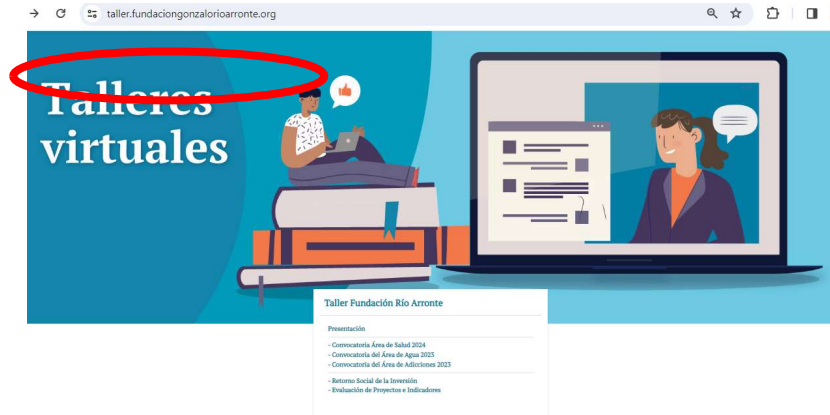 taller.fundaciongonzalorioarronte.org
Talleres
virtuales
Taller Fundación Río Arronte
Presentación
- Convocatoria Área de Salud 2024
- Convocatoria del Área de Agua 2023
- Convocatoria del Área de Adicciones 2023
- Retorno Social de la Inversión
- Evaluación de Proyectos e Indicadores